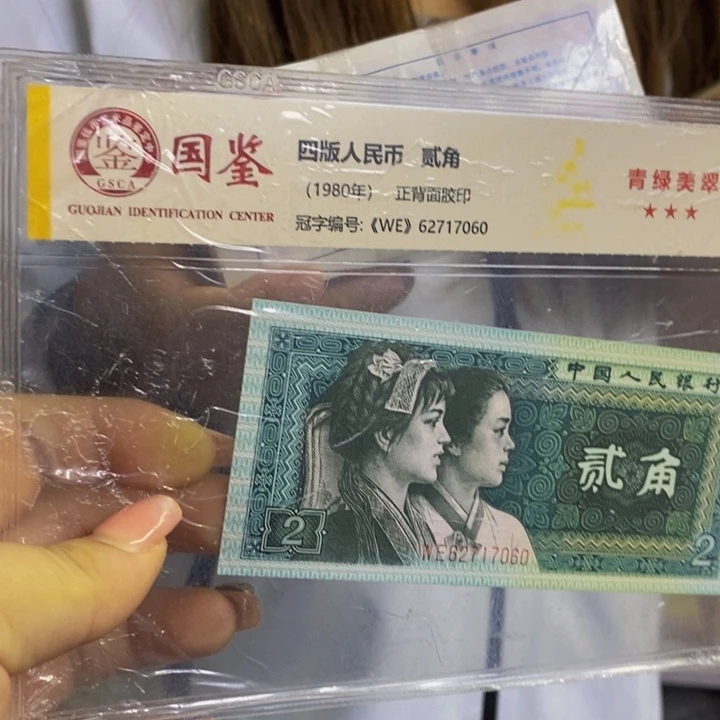 GSCA
国鉴
GSCA
GUOJIAN IDENTIFICATION CENTER
四版人民币 贰角
(1980年) 正背面胶印
冠字编号:《WE》62717060
青绿美翠
★★★
中国人民银行
贰角
2
WE62717060
2